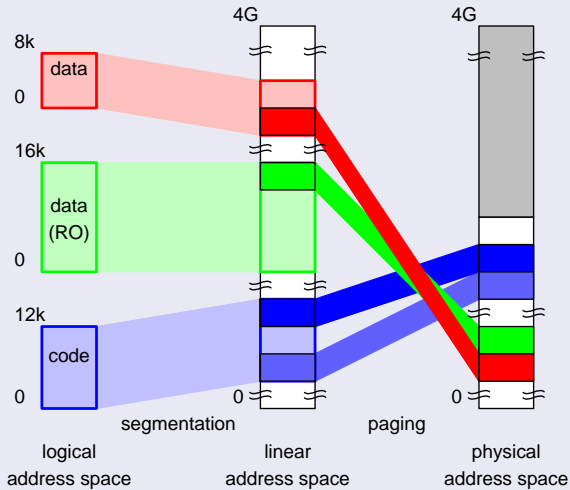 4G
4G
8k
data
0
16k
data
(RO)
0
12k
code
0
0
0
segmentation
paging
logical
address space
linear
address space
physical
address space